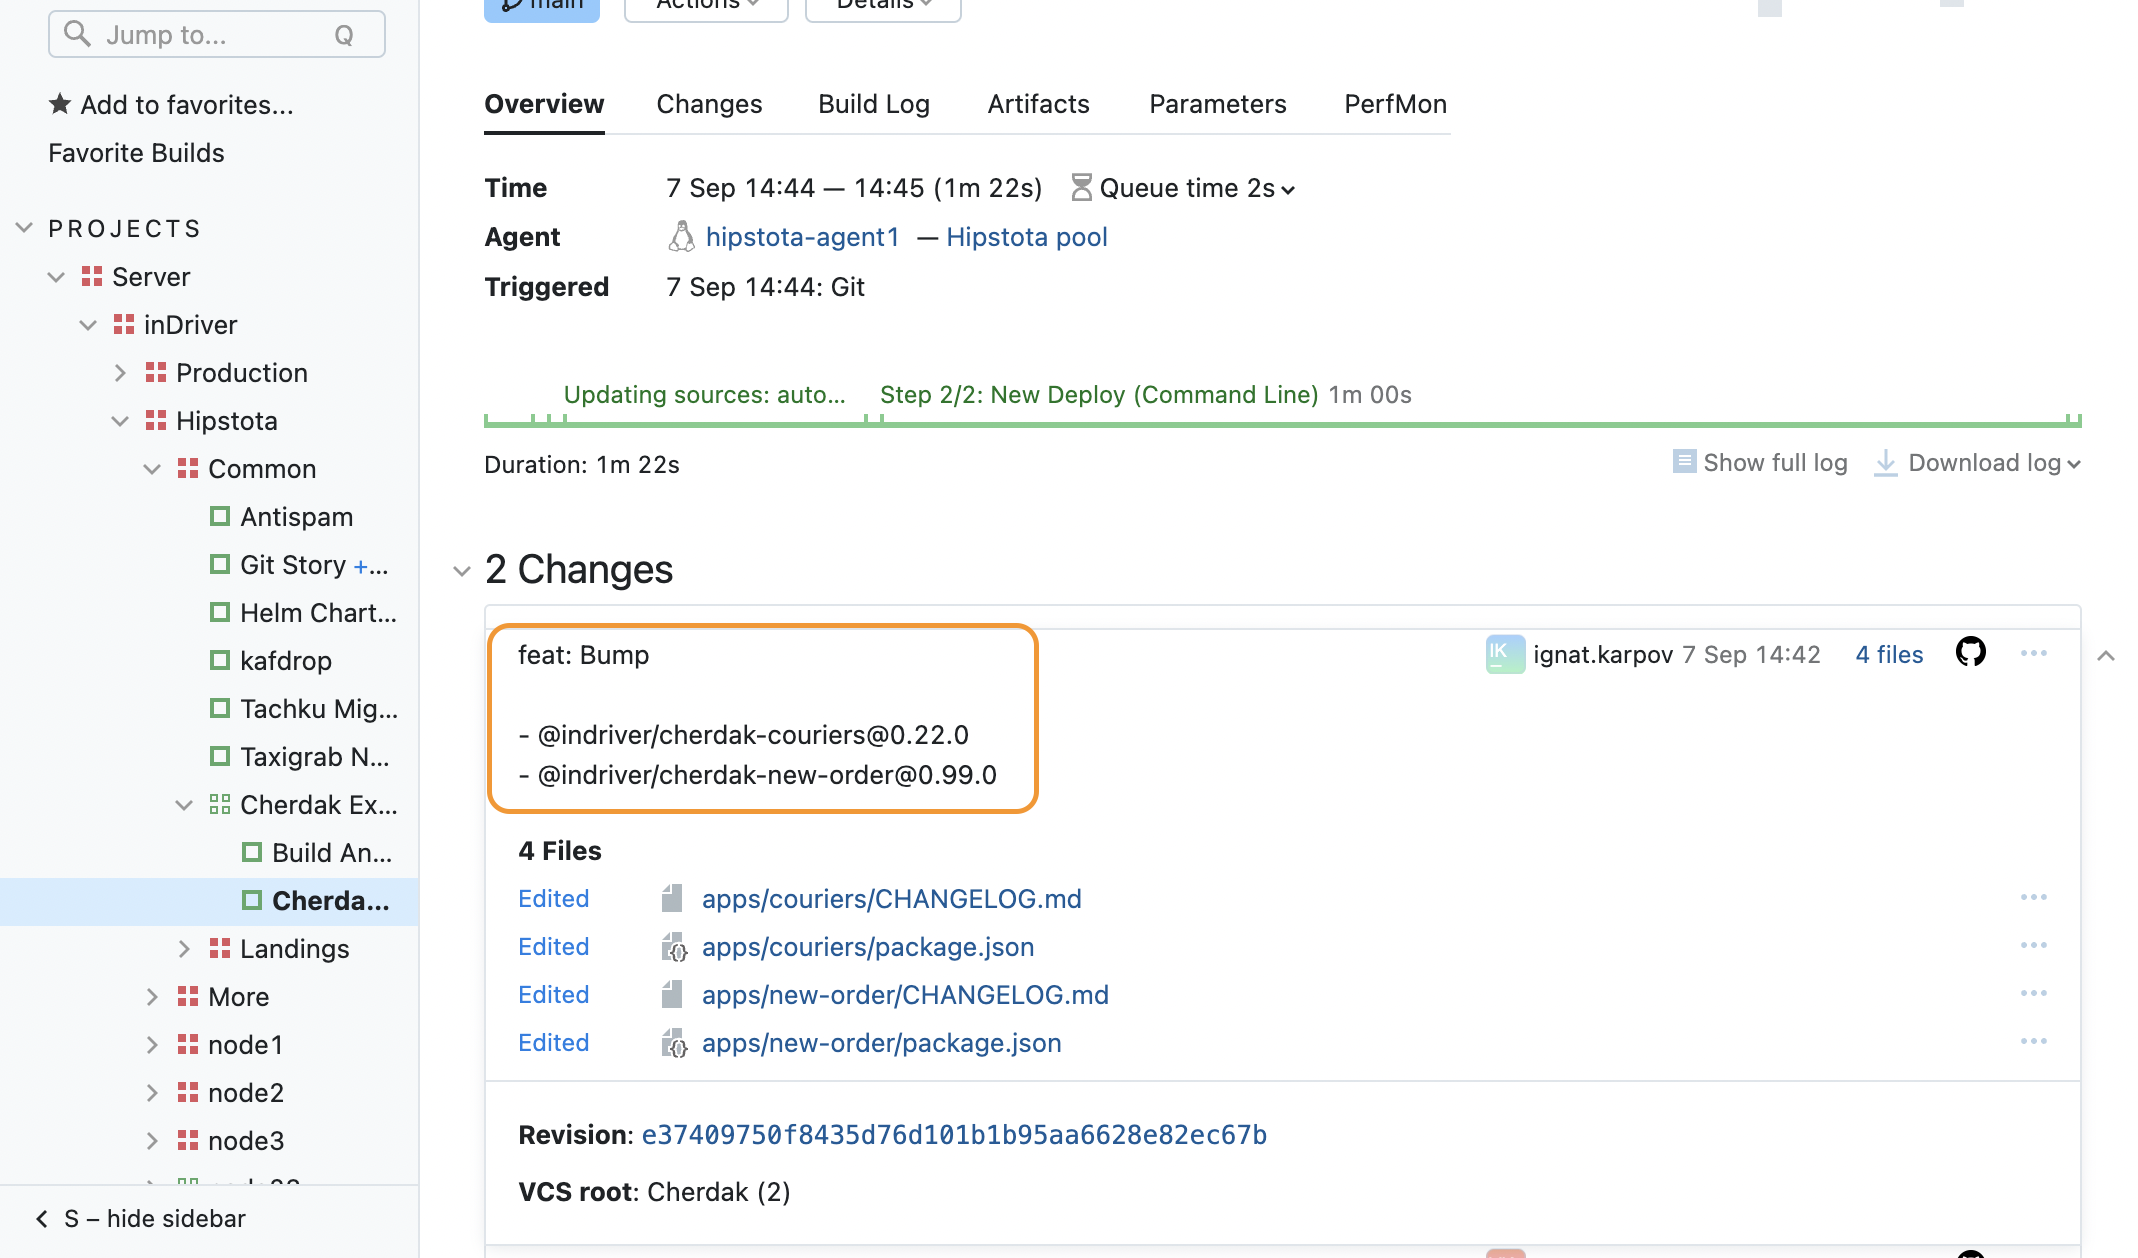 main Actions Details
Jump to... Q
Add to favorites...
Favorite Builds
PROJECTS
Server
inDriver
Production
Hipstota
Common
Antispam
Git Story +...
Helm Chart...
kafdrop
Tachku Mig...
Taxigrab N...
Cherdak Ex...
Build An...
Cherda...
Landings
More
node1
node2
node3
S – hide sidebar
Overview Changes Build Log Artifacts Parameters PerfMon
Time 7 Sep 14:44 — 14:45 (1m 22s) Queue time 2s
Agent hipstota-agent1 — Hipstota pool
Triggered 7 Sep 14:44: Git
Updating sources: auto... Step 2/2: New Deploy (Command Line) 1m 00s
Duration: 1m 22s Show full log Download log
2 Changes
feat: Bump IK ignat.karpov 7 Sep 14:42 4 files
- @indriver/cherdak-couriers@0.22.0
- @indriver/cherdak-new-order@0.99.0
4 Files
Edited apps/couriers/CHANGELOG.md
Edited apps/couriers/package.json
Edited apps/new-order/CHANGELOG.md
Edited apps/new-order/package.json
Revision: e37409750f8435d76d101b1b95aa6628e82ec67b
VCS root: Cherdak (2)